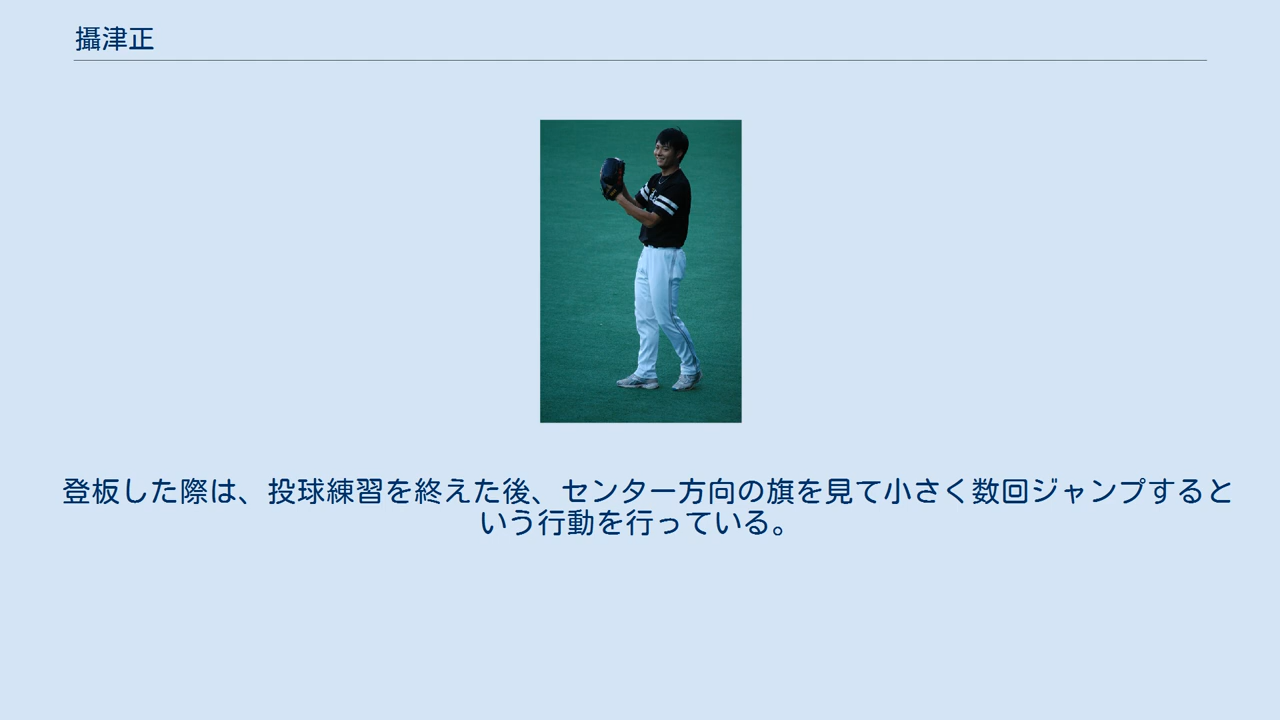 攝津正
登板した際は、投球練習を終えた後、センター方向の旗を見て小さく数回ジャンプすると
いう行動を行っている。